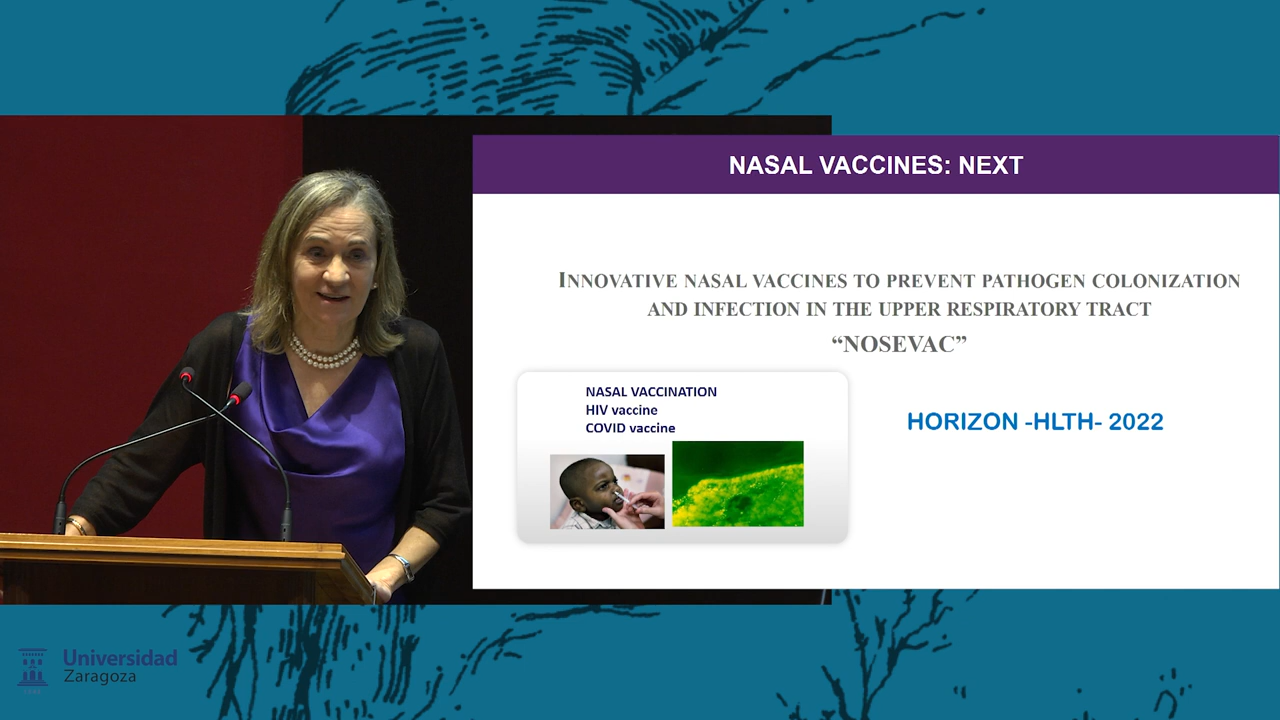 NASAL VACCINES: NEXT
INNOVATIVE NASAL VACCINES TO PREVENT PATHOGEN COLONIZATION
AND INFECTION IN THE UPPER RESPIRATORY TRACT
“NOSEVAC”
NASAL VACCINATION
HIV vaccine
COVID vaccine
HORIZON -HLTH- 2022
Universidad
Zaragoza